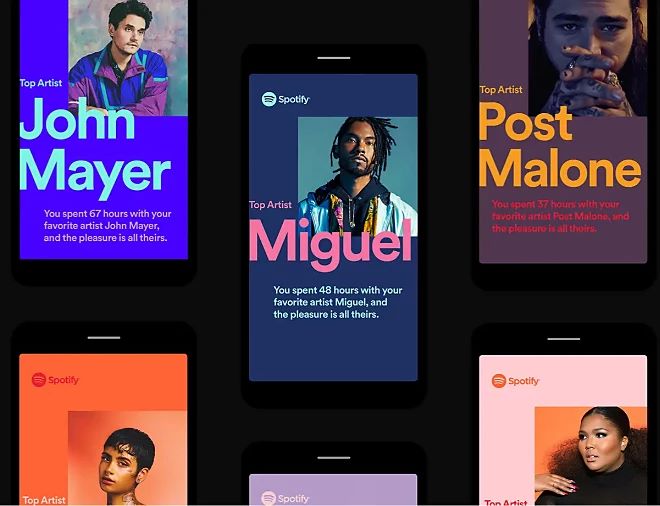 Top Artist
John
Mayer
You spent 67 hours with your
favorite artist John Mayer,
and the pleasure is all theirs.
Spotify
Top Artist
Miguel
You spent 48 hours with your
favorite artist Miguel, and
the pleasure is all theirs.
Top Artist
Post
Malone
You spent 37 hours with your
favorite artist Post Malone, and
the pleasure is all theirs.
Spotify
Top Artist
Spotify
Spotify
Top Artist